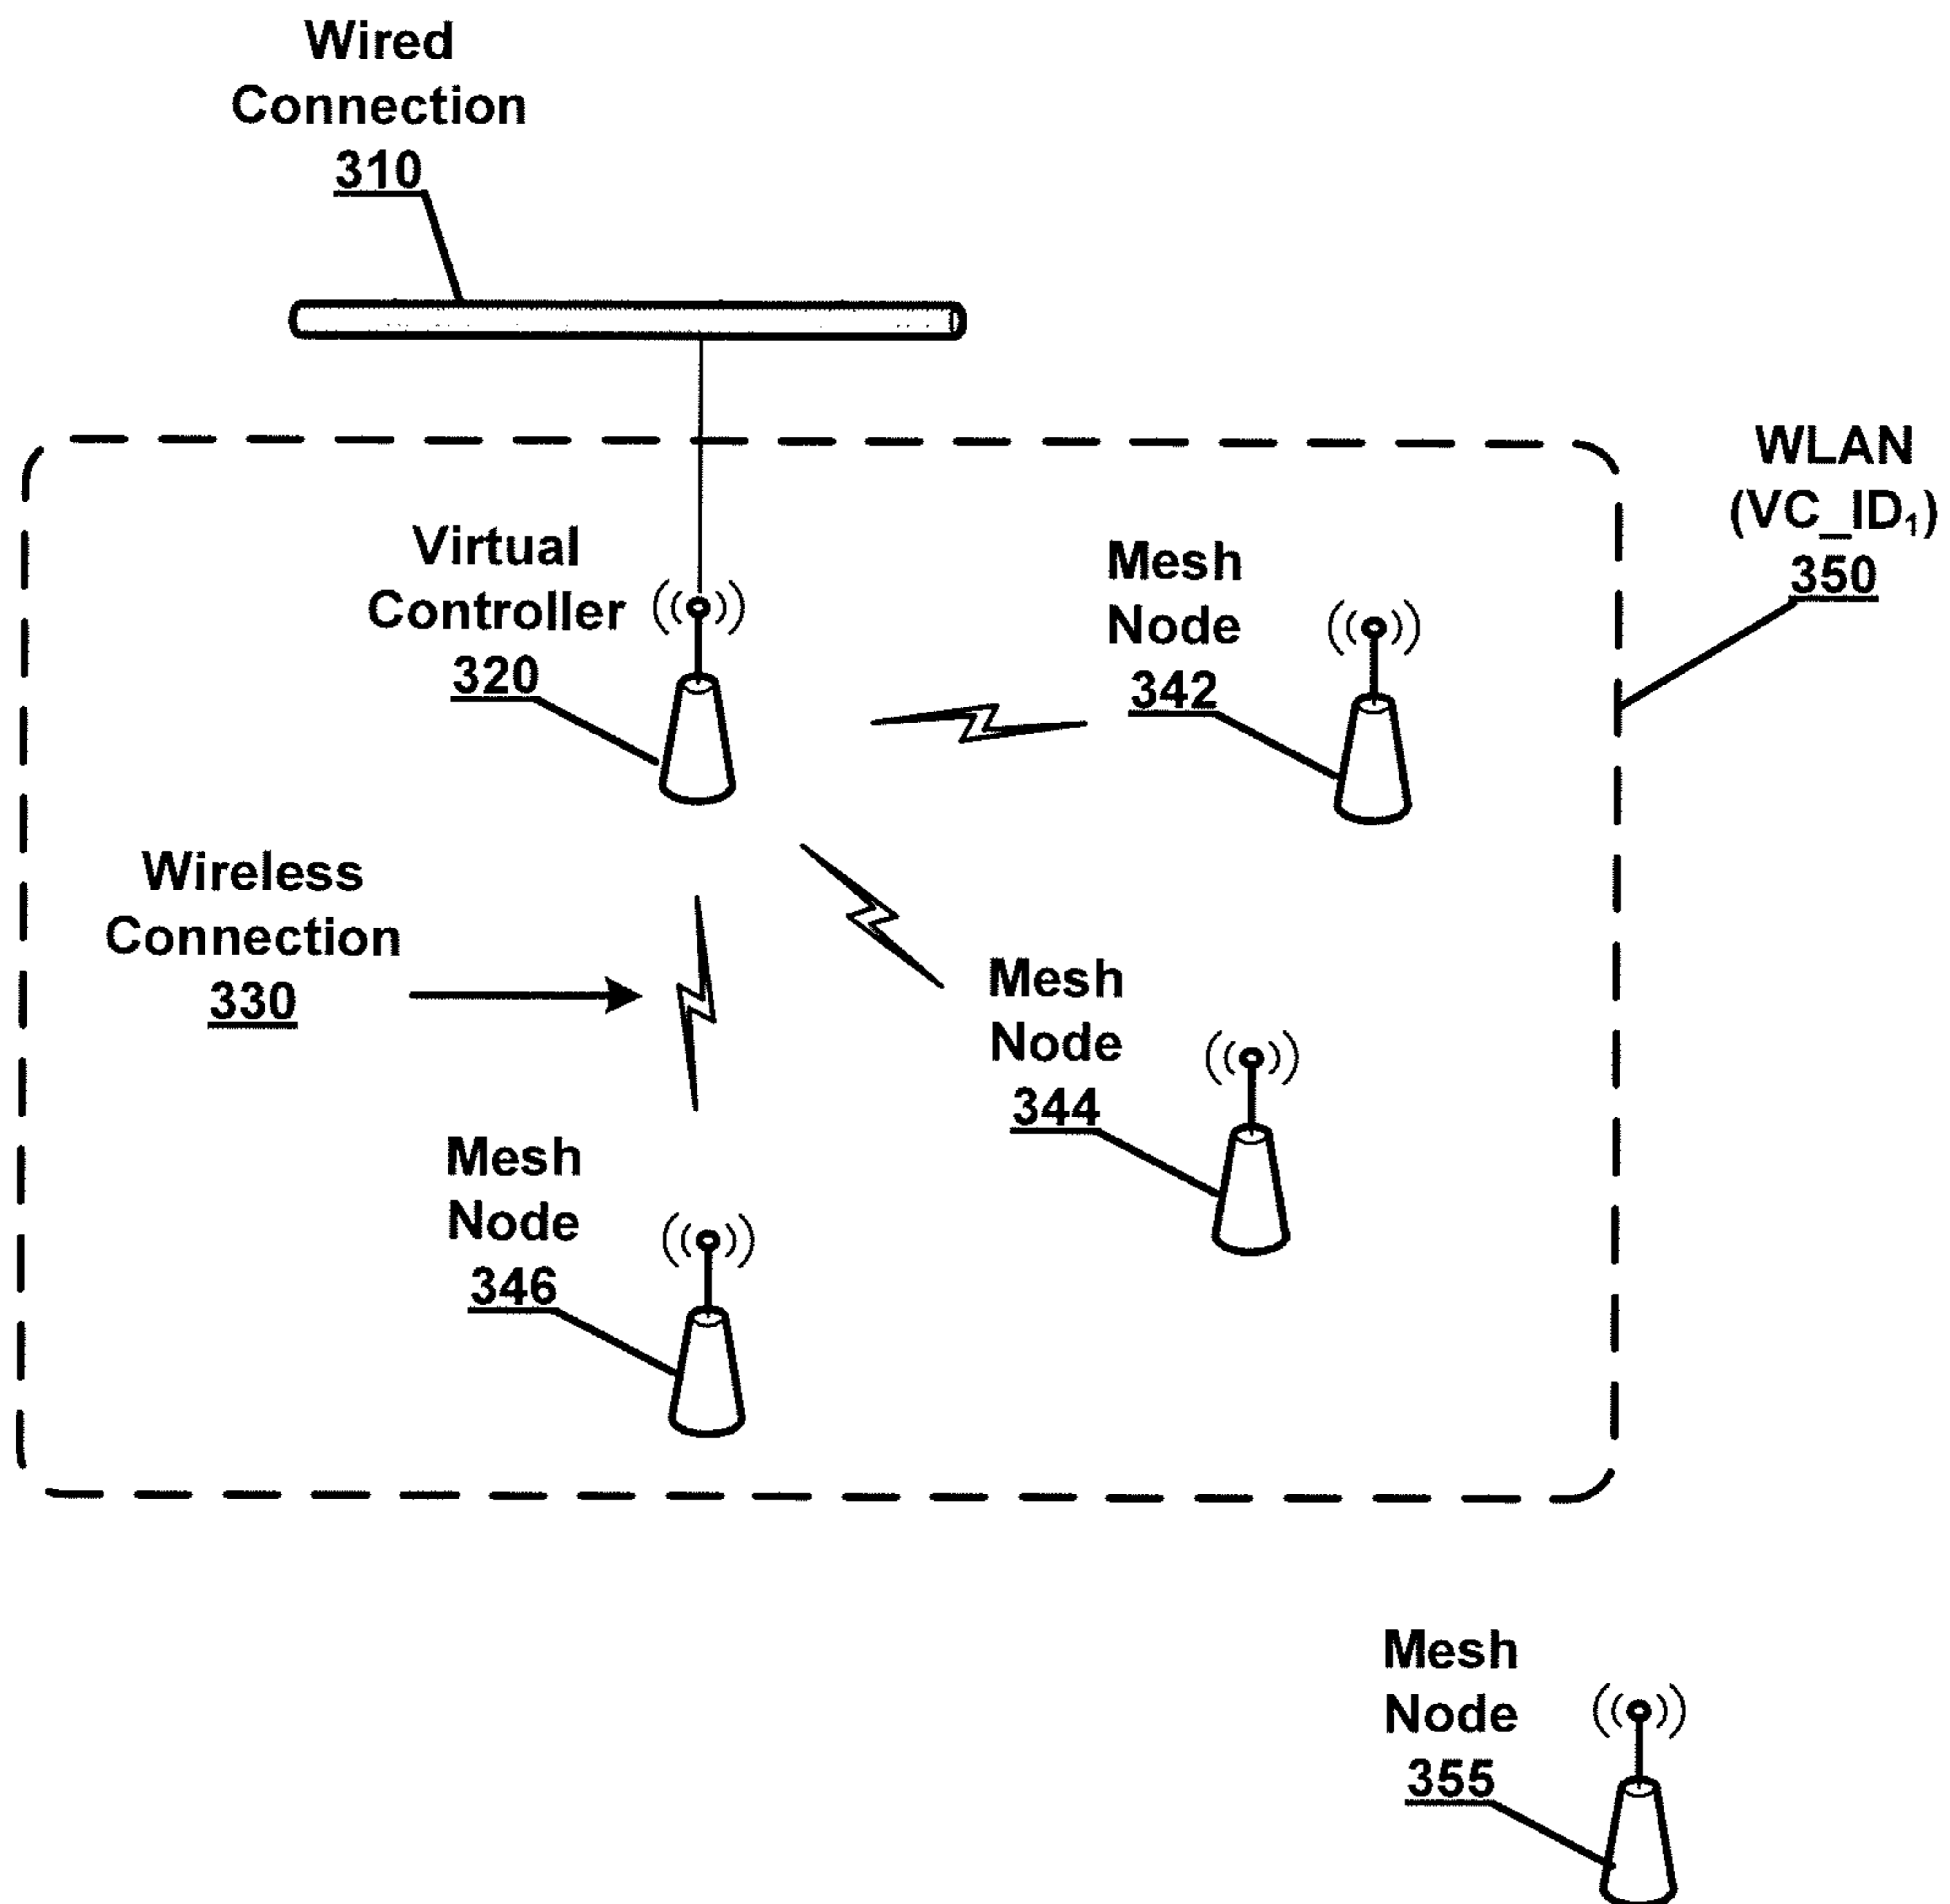 Wired
Connection
310
WLAN
(VC_ID₁)
350
Virtual
Controller
320
Mesh
Node
342
Wireless
Connection
330
Mesh
Node
344
Mesh
Node
346
Mesh
Node
355